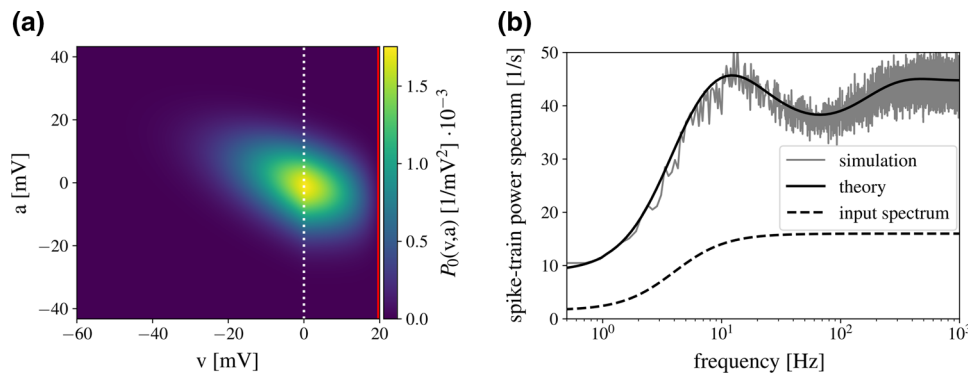 (a)
40
20
0
−20
−40
a [mV]
−60
−40
−20
0
20
v [mV]
1.5
1.0
0.5
0.0
P₀(v,a) [1/mV²] ·10⁻³
(b)
50
40
30
20
10
0
spike-train power spectrum [1/s]
simulation
theory
input spectrum
10⁰
10¹
10²
10³
frequency [Hz]